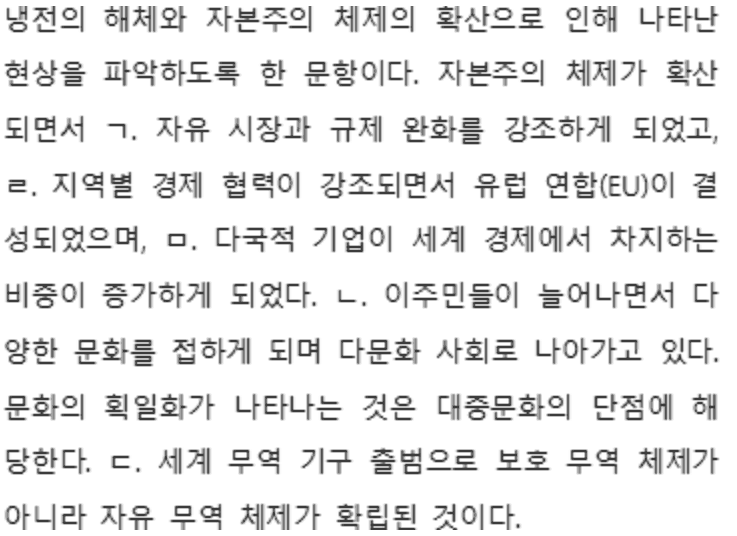 냉전의 해체와 자본주의 체제의 확산으로 인해 나타난
현상을 파악하도록 한 문항이다. 자본주의 체제가 확산
되면서 ㄱ. 자유 시장과 규제 완화를 강조하게 되었고,
ㄹ. 지역별 경제 협력이 강조되면서 유럽 연합(EU)이 결
성되었으며, ㅁ. 다국적 기업이 세계 경제에서 차지하는
비중이 증가하게 되었다. ㄴ. 이주민들이 늘어나면서 다
양한 문화를 접하게 되며 다문화 사회로 나아가고 있다.
문화의 획일화가 나타나는 것은 대중문화의 단점에 해
당한다. ㄷ. 세계 무역 기구 출범으로 보호 무역 체제가
아니라 자유 무역 체제가 확립된 것이다.